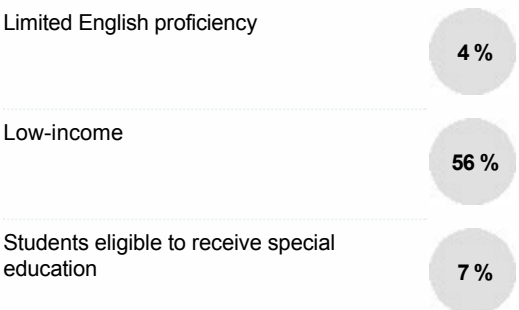 Limited English proficiency
4 %
Low-income
56 %
Students eligible to receive special
education
7 %